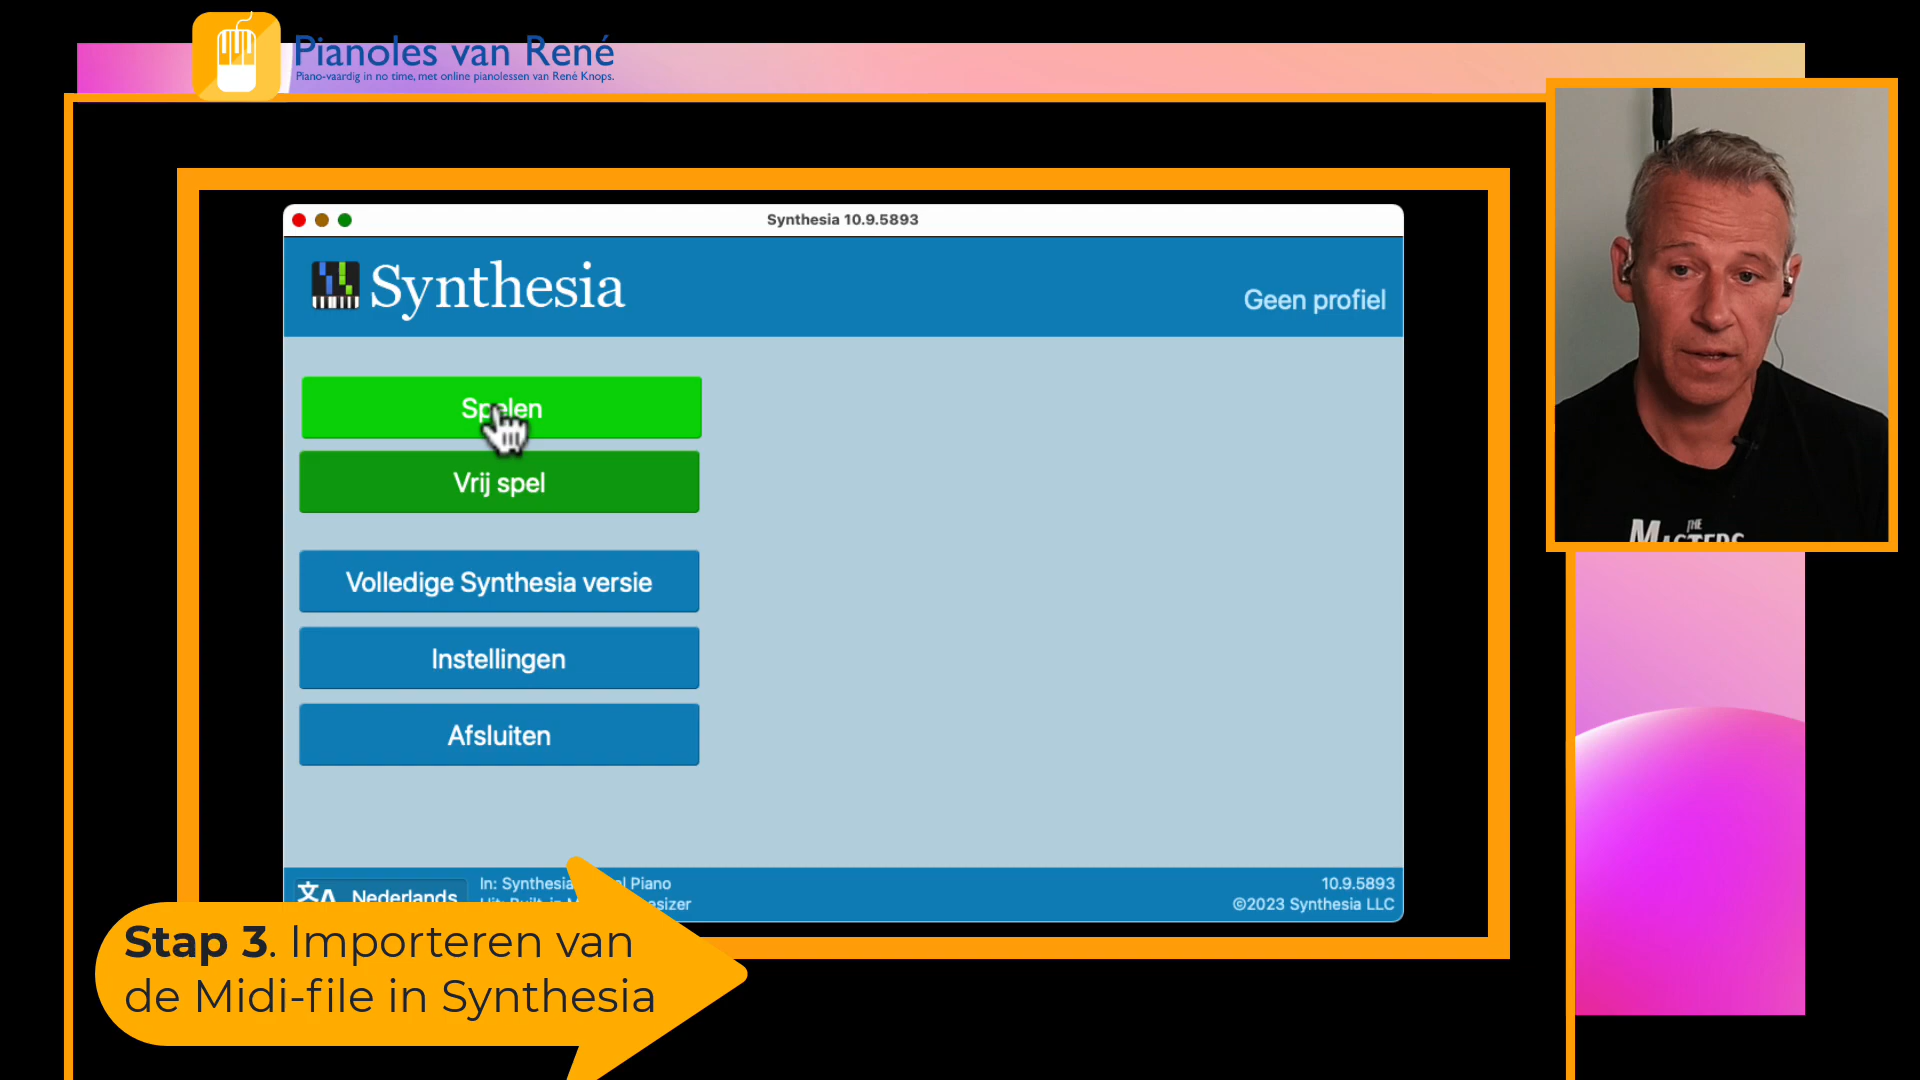 Pianoles van René
Piano-vaardig in no time, met online pianolessen van René Knops.
Synthesia 10.9.5893
Synthesia
Geen profiel
Spelen
Vrij spel
Volledige Synthesia versie
Instellingen
Afsluiten
Nederlands
In: Synthesia Piano
10.9.5893
©2023 Synthesia LLC
Stap 3. Importeren van
de Midi-file in Synthesia
THE
MASTERS